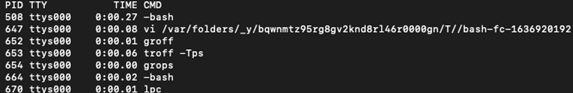 PID TTY TIME CMD
508 ttys000 0:00.27 -bash
647 ttys000 0:00.08 vi /var/folders/_y/bqwnmtz95rg8gv2knd8rl46r0000gn/T//bash-fc-1636920192
652 ttys000 0:00.01 groff
653 ttys000 0:00.06 troff -Tps
654 ttys000 0:00.00 grops
664 ttys000 0:00.02 -bash
670 ttys000 0:00.01 lpc